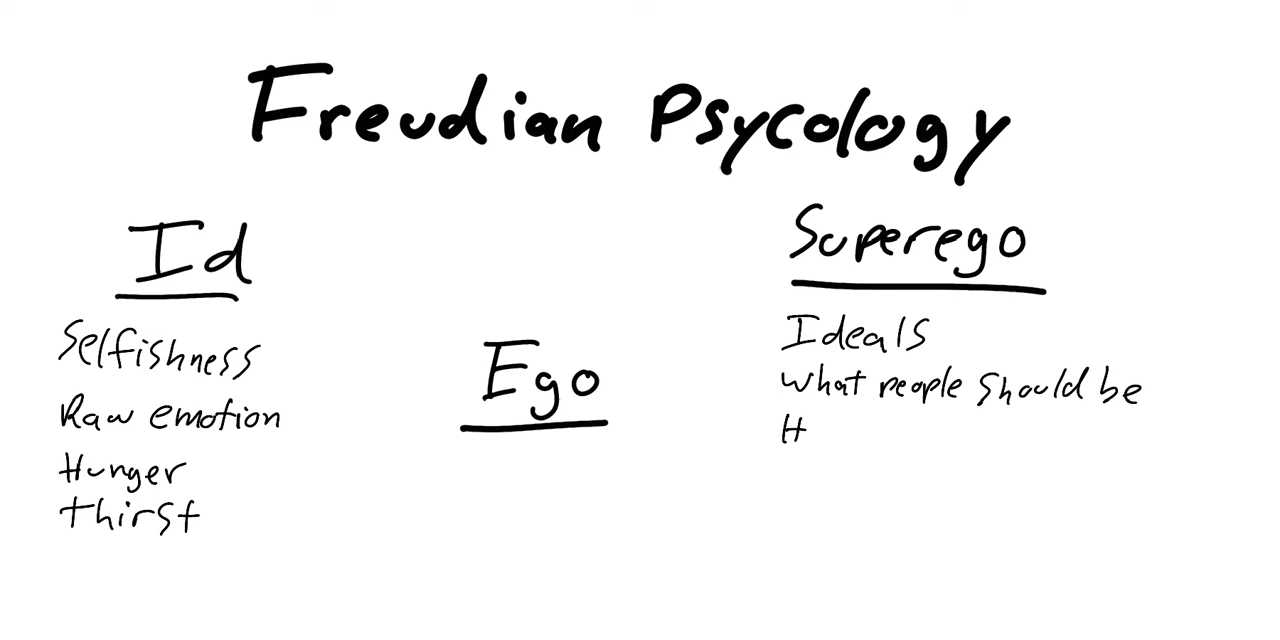 Freudian Psycology
Id
Selfishness
Raw emotion
Hunger
thirst
Ego
Superego
Ideals
what people should be
H